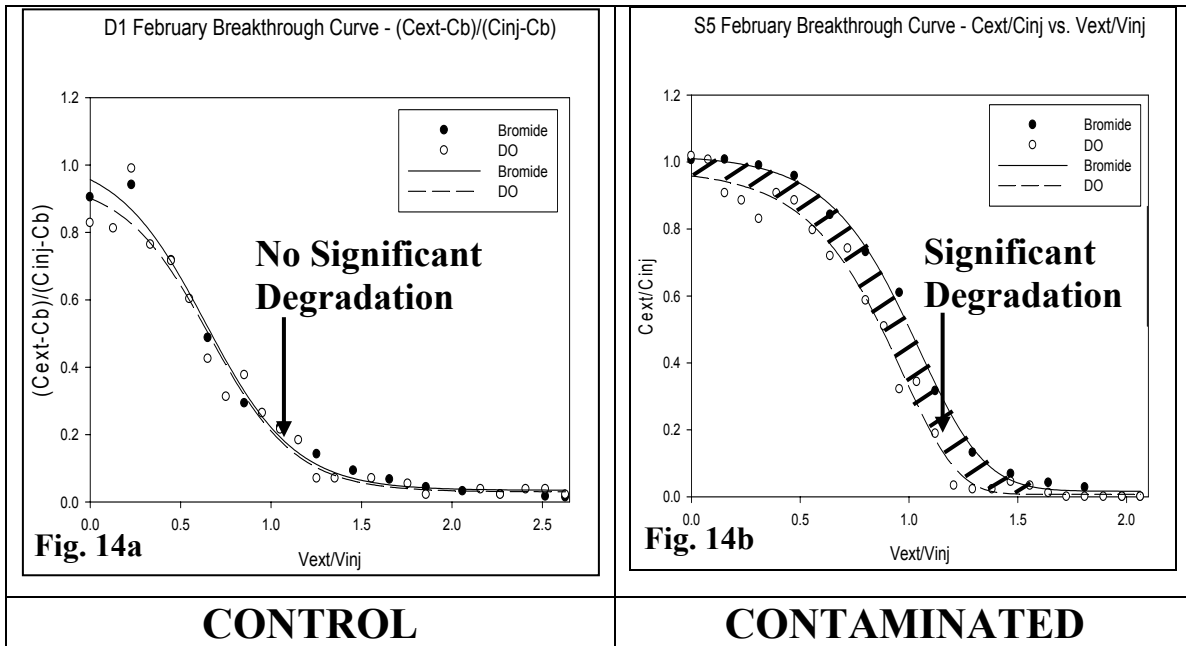 D1 February Breakthrough Curve - (Cext-Cb)/(Cinj-Cb)
1.2
1.0
0.8
0.6
0.4
0.2
0.0
(Cext-Cb)/(Cinj-Cb)
Bromide
DO
Bromide
DO
No Significant
Degradation
0.0 0.5 1.0 1.5 2.0 2.5
Vext/Vinj
Fig. 14a
CONTROL
S5 February Breakthrough Curve - Cext/Cinj vs. Vext/Vinj
1.2
1.0
0.8
0.6
0.4
0.2
0.0
Cext/Cinj
Bromide
DO
Bromide
DO
Significant
Degradation
0.0 0.5 1.0 1.5 2.0
Vext/Vinj
Fig. 14b
CONTAMINATED